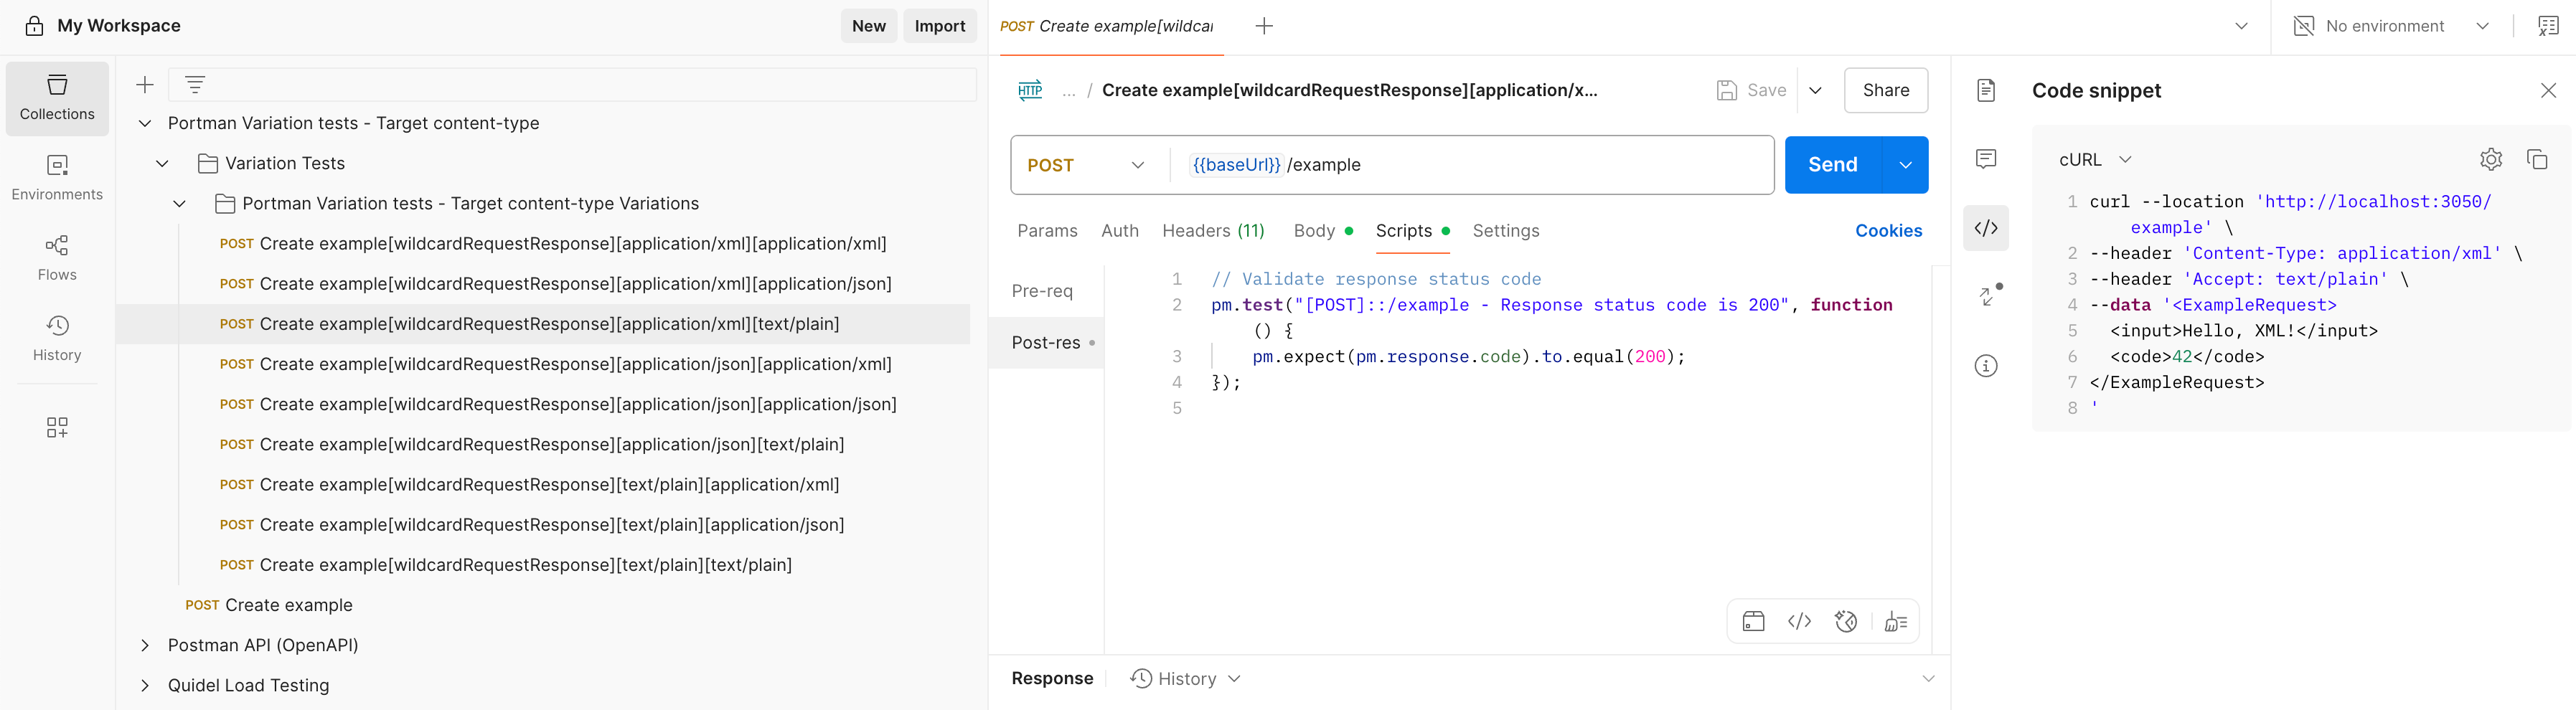 My Workspace
New
Import
Collections
Environments
Flows
History
Portman Variation tests - Target content-type
Variation Tests
Portman Variation tests - Target content-type Variations
POST Create example[wildcardRequestResponse][application/xml][application/xml]
POST Create example[wildcardRequestResponse][application/xml][application/json]
POST Create example[wildcardRequestResponse][application/xml][text/plain]
POST Create example[wildcardRequestResponse][application/json][application/xml]
POST Create example[wildcardRequestResponse][application/json][application/json]
POST Create example[wildcardRequestResponse][application/json][text/plain]
POST Create example[wildcardRequestResponse][text/plain][application/xml]
POST Create example[wildcardRequestResponse][text/plain][application/json]
POST Create example[wildcardRequestResponse][text/plain][text/plain]
POST Create example
Postman API (OpenAPI)
Quidel Load Testing
POST Create example[wildcar
No environment
HTTP ... / Create example[wildcardRequestResponse][application/x...
Save
Share
POST
{{baseUrl}} /example
Send
Params Auth Headers (11) Body Scripts Settings
Cookies
Pre-req
Post-res
1 // Validate response status code
2 pm.test("[POST]::/example - Response status code is 200", function
() {
3 pm.expect(pm.response.code).to.equal(200);
4 });
5
Response
History
Code snippet
cURL
1 curl --location 'http://localhost:3050/
example' \
2 --header 'Content-Type: application/xml' \
3 --header 'Accept: text/plain' \
4 --data '<ExampleRequest>
5 <input>Hello, XML!</input>
6 <code>42</code>
7 </ExampleRequest>
8 '